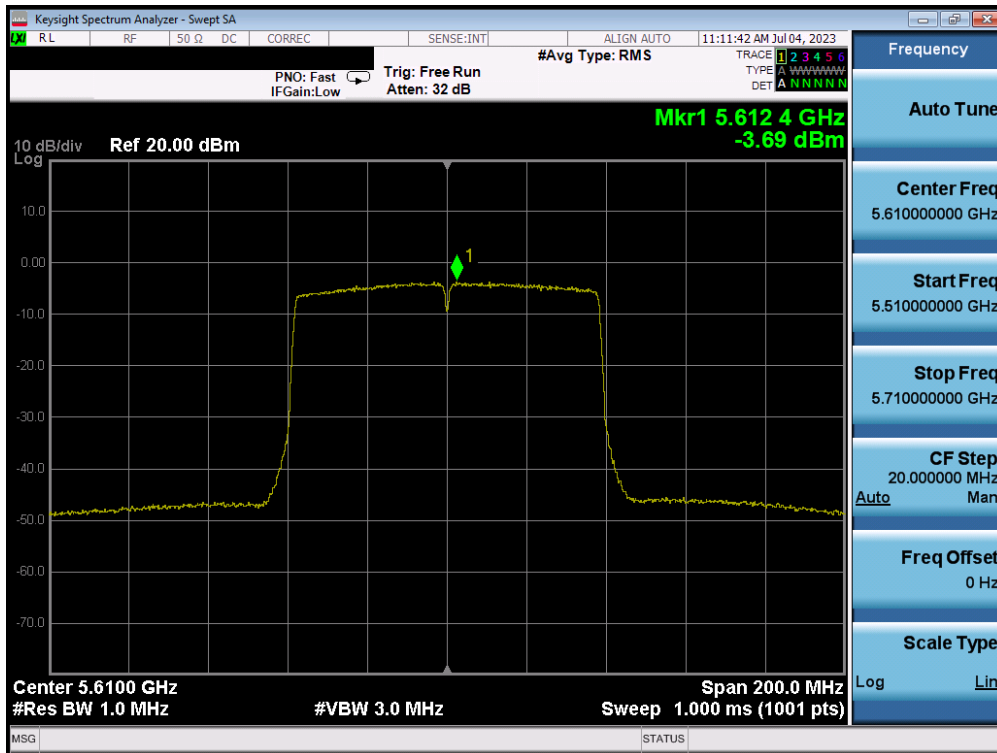 Keysight Spectrum Analyzer - Swept SA
LXI RL RF 50 Ω DC CORREC SENSE:INT ALIGN AUTO 11:11:42 AM Jul 04, 2023
#Avg Type: RMS
TRACE 1 2 3 4 5 6
PNO: Fast Trig: Free Run
TYPE A WWWWW
IFGain:Low Atten: 32 dB
DET A N N N N N
Mkr1 5.612 4 GHz
-3.69 dBm
10 dB/div Ref 20.00 dBm
Log
10.0
1
0.00
-10.0
-20.0
-30.0
-40.0
-50.0
-60.0
-70.0
Center 5.6100 GHz Span 200.0 MHz
#Res BW 1.0 MHz #VBW 3.0 MHz Sweep 1.000 ms (1001 pts)
MSG STATUS
Frequency
Auto Tune
Center Freq
5.610000000 GHz
Start Freq
5.510000000 GHz
Stop Freq
5.710000000 GHz
CF Step
20.000000 MHz
Auto Man
Freq Offset
0 Hz
Scale Type
Log Lin